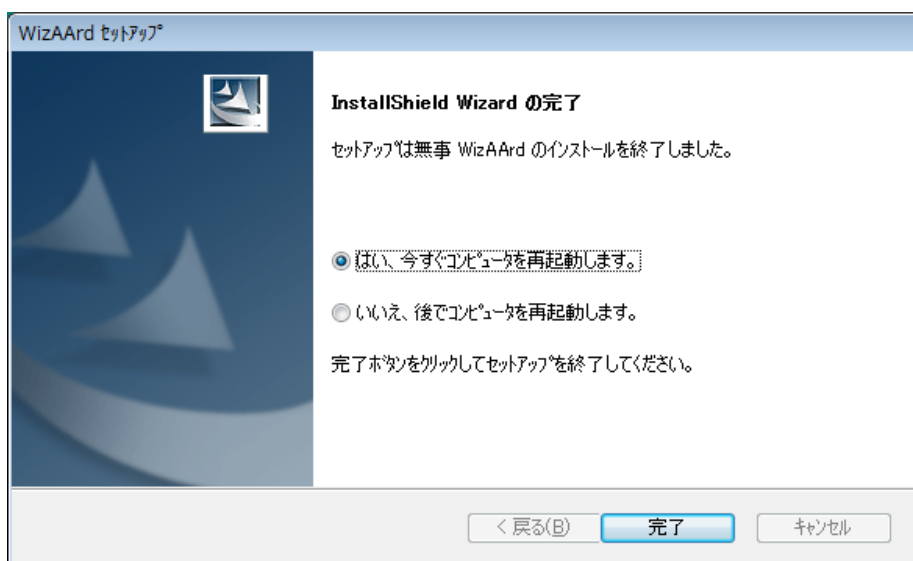 WizAArd ｾｯﾄｱｯﾌﾟ
InstallShield Wizard の完了
ｾｯﾄｱｯﾌﾟは無事 WizAArd のｲﾝｽﾄｰﾙを終了しました。
はい、今すぐｺﾝﾋﾟｭｰﾀを再起動します。
いいえ、後でｺﾝﾋﾟｭｰﾀを再起動します。
完了ﾎﾞﾀﾝをｸﾘｯｸしてｾｯﾄｱｯﾌﾟを終了してください。
< 戻る(B) 完了 ｷｬﾝｾﾙ